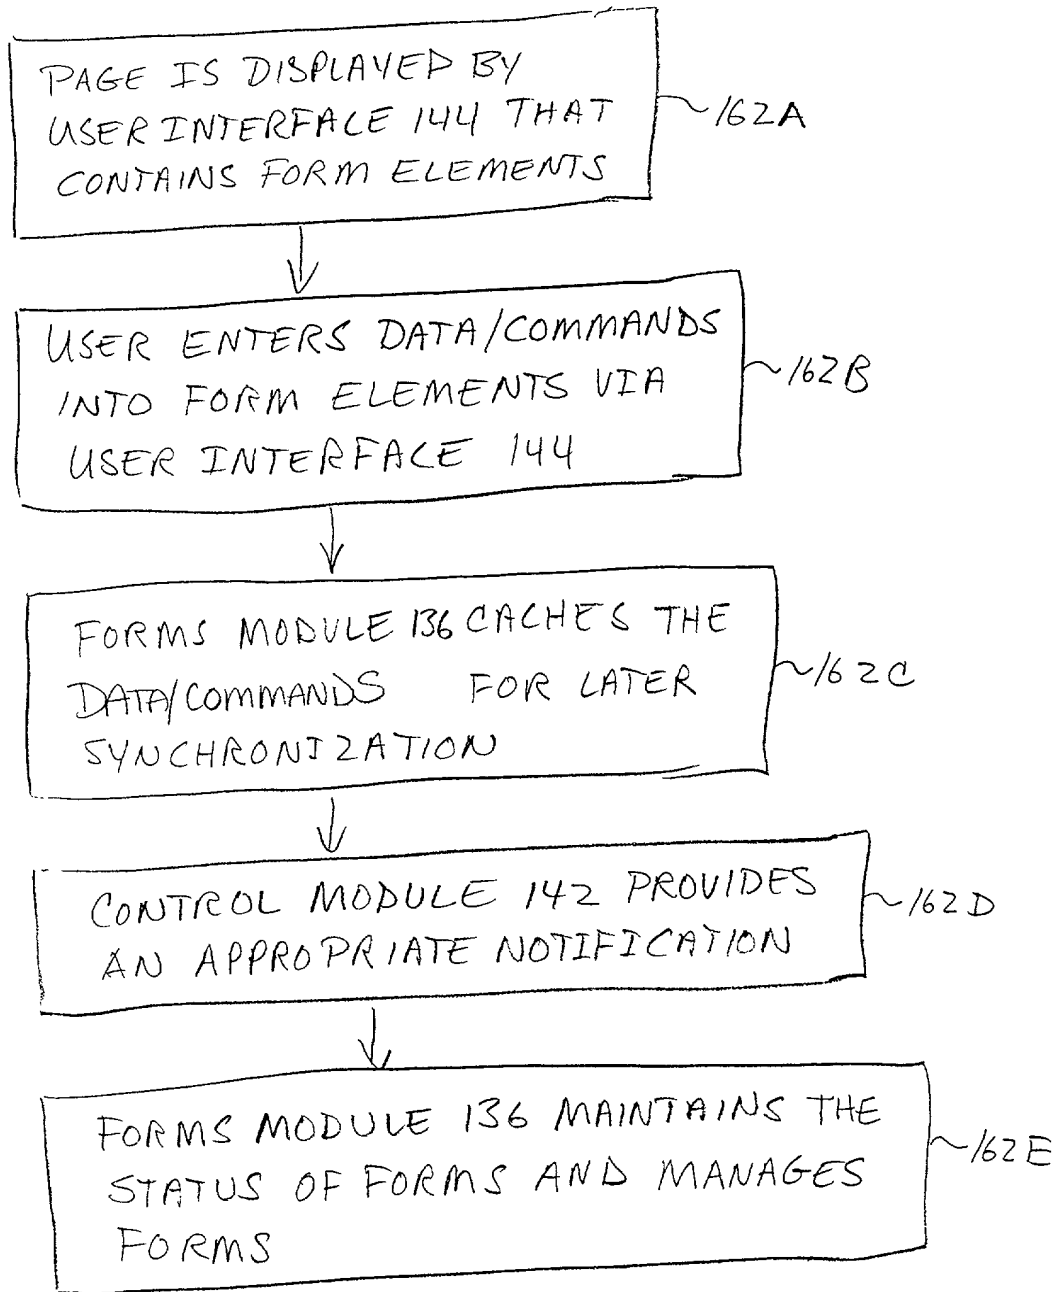 PAGE IS DISPLAYED BY
USER INTERFACE 144 THAT
CONTAINS FORM ELEMENTS
162A
USER ENTERS DATA/COMMANDS
INTO FORM ELEMENTS VIA
USER INTERFACE 144
162B
FORMS MODULE 136 CACHES THE
DATA/COMMANDS FOR LATER
SYNCHRONIZATION
162C
CONTROL MODULE 142 PROVIDES
AN APPROPRIATE NOTIFICATION
162D
FORMS MODULE 136 MAINTAINS THE
STATUS OF FORMS AND MANAGES
FORMS
162E